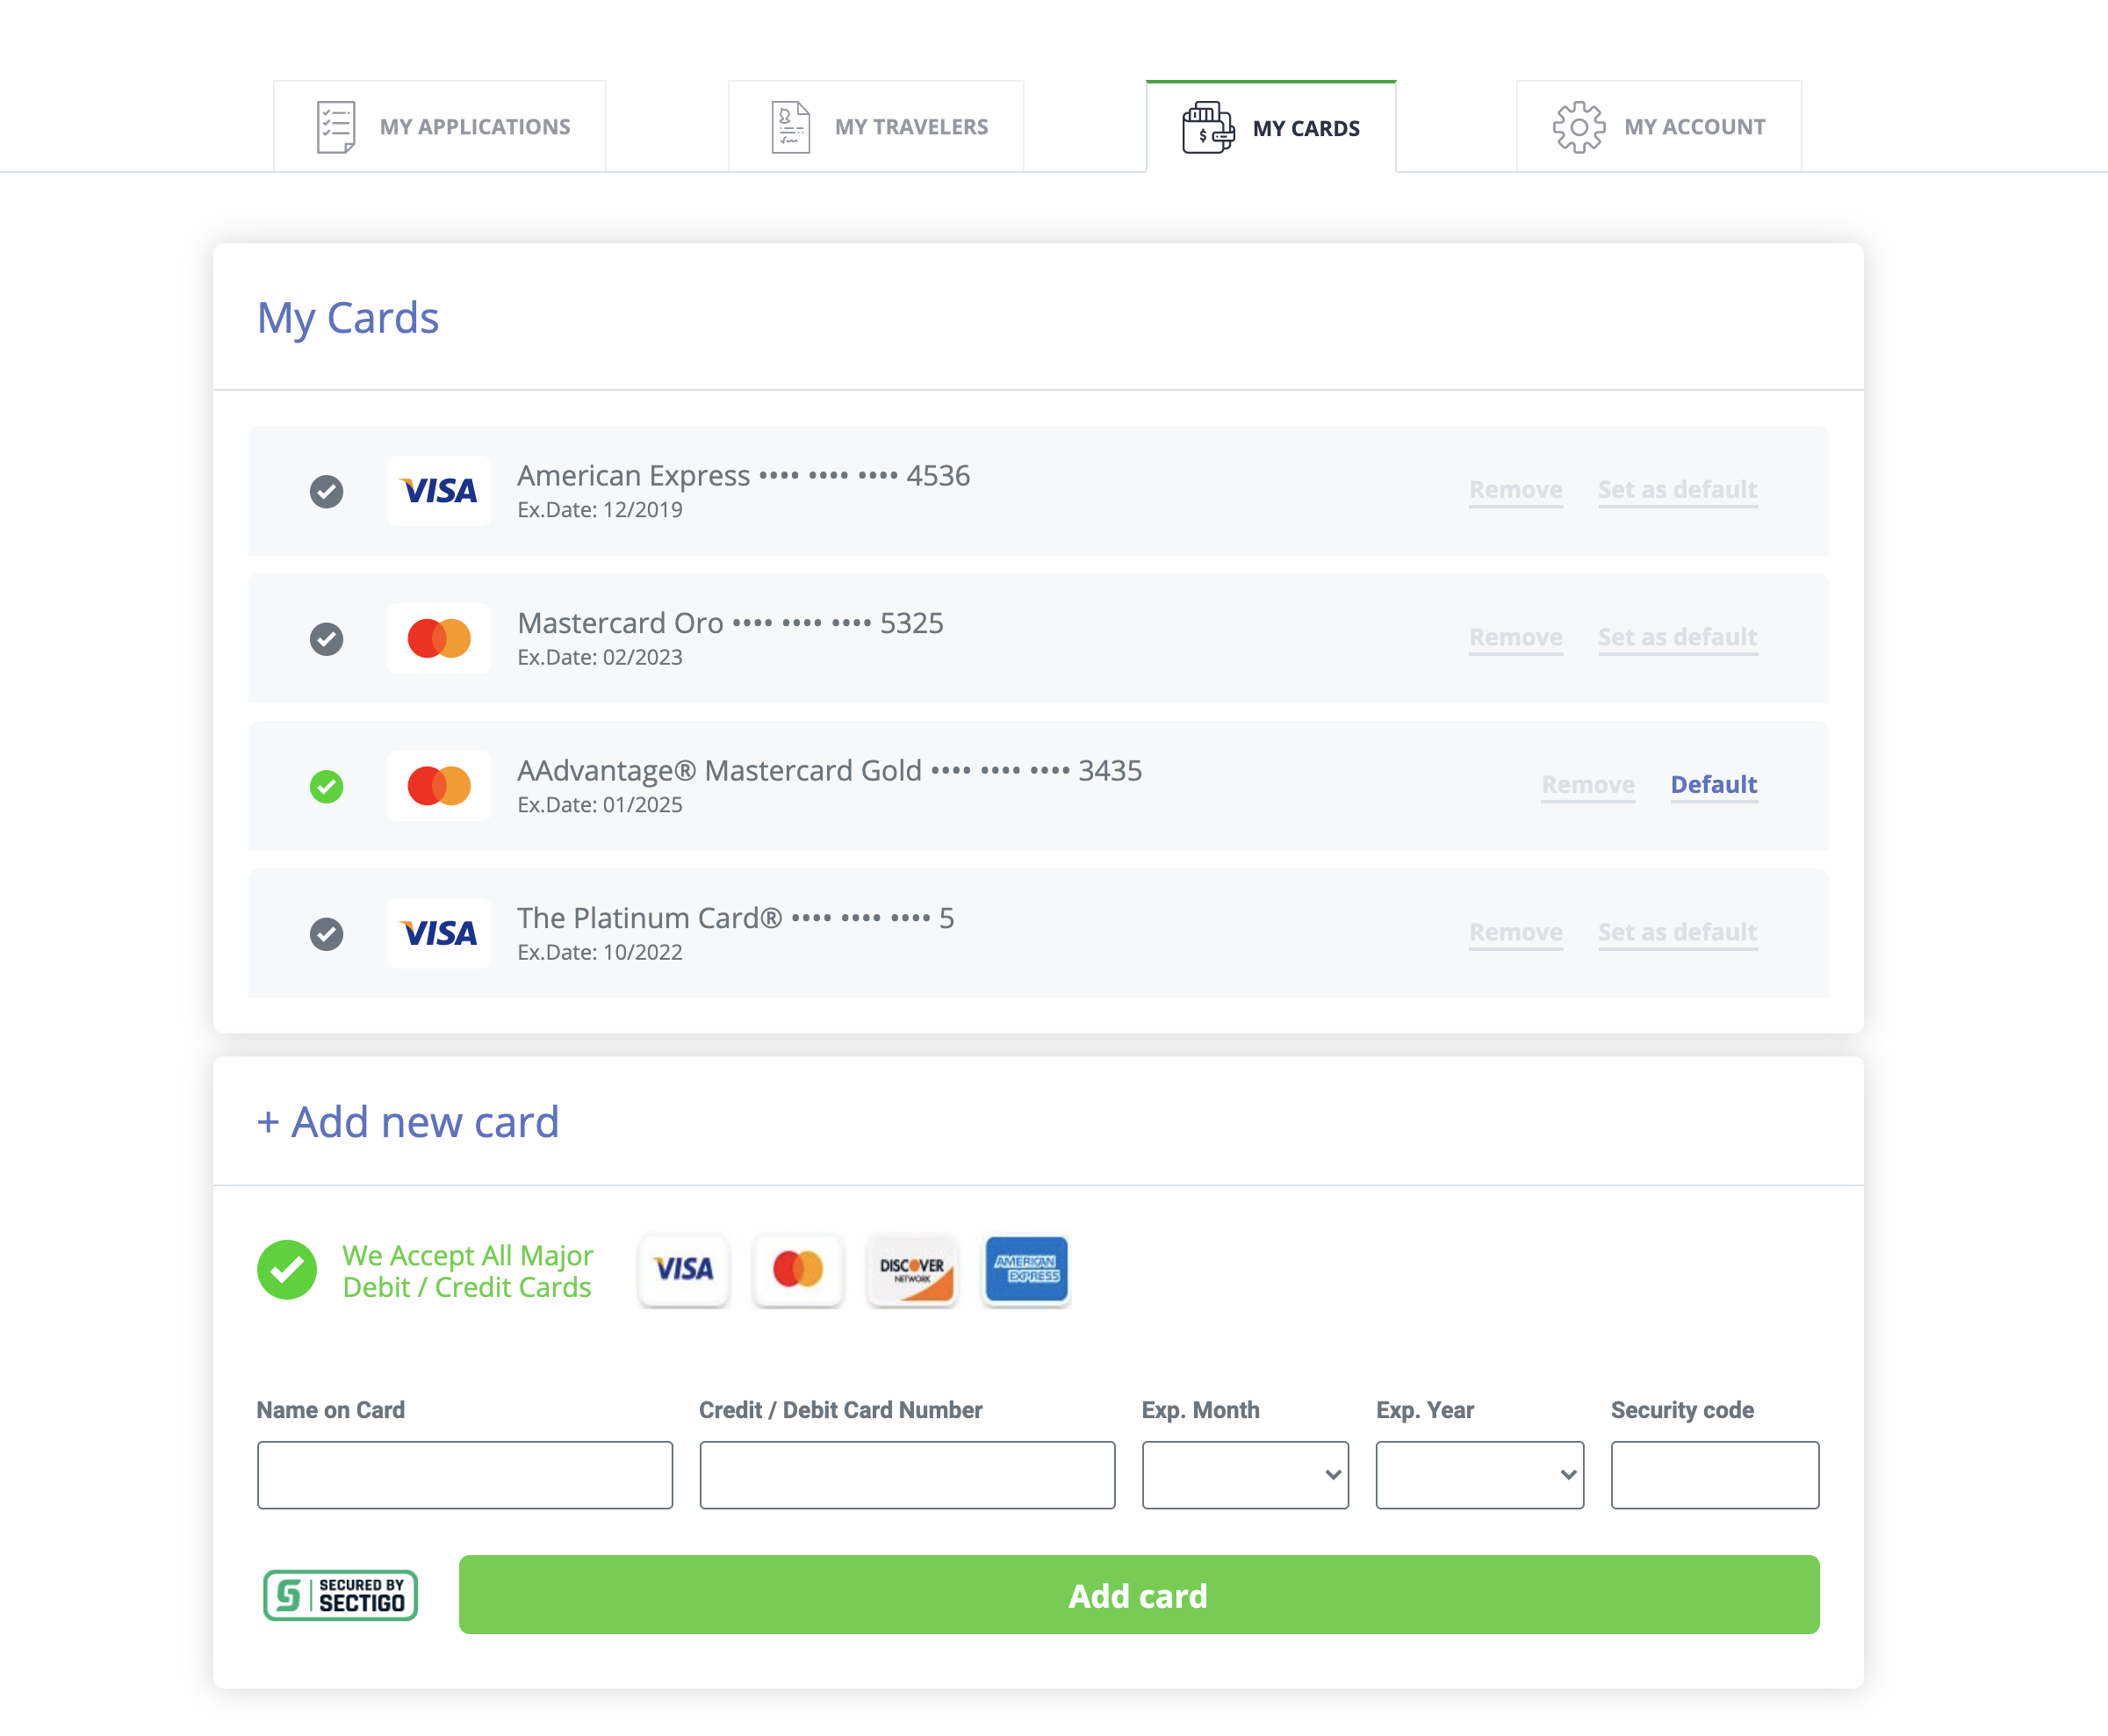 MY APPLICATIONS
MY TRAVELERS
$
MY CARDS
MY ACCOUNT
My Cards
VISA
American Express •••• •••• •••• 4536
Ex.Date: 12/2019
Remove
Set as default
Mastercard Oro •••• •••• •••• 5325
Ex.Date: 02/2023
Remove
Set as default
AAdvantage® Mastercard Gold •••• •••• •••• 3435
Ex.Date: 01/2025
Remove
Default
VISA
The Platinum Card® •••• •••• •••• 5
Ex.Date: 10/2022
Remove
Set as default
+ Add new card
We Accept All Major
Debit / Credit Cards
VISA
DISCOVER
NETWORK
AMERICAN
EXPRESS
Name on Card
Credit / Debit Card Number
Exp. Month
Exp. Year
Security code
S
SECURED BY
SECTIGO
Add card